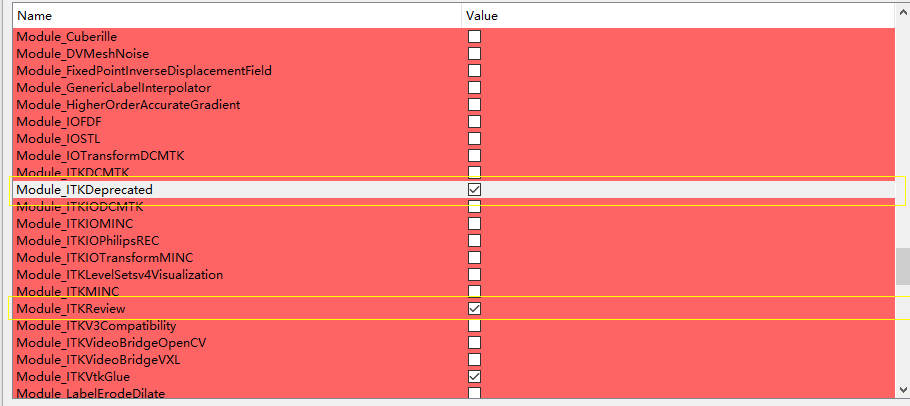 Name Value
Module_Cuberille
Module_DVMeshNoise
Module_FixedPointInverseDisplacementField
Module_GenericLabelInterpolator
Module_HigherOrderAccurateGradient
Module_IOFDF
Module_IOSTL
Module_IOTransformDCMTK
Module_ITKDCMTK
Module_ITKDeprecated
Module_ITKIODCMTK
Module_ITKIOMINC
Module_ITKIOPhilipsREC
Module_ITKIOTransformMINC
Module_ITKLevelSetsv4Visualization
Module_ITKMINC
Module_ITKReview
Module_ITKV3Compatibility
Module_ITKVideoBridgeOpenCV
Module_ITKVideoBridgeVXL
Module_ITKVtkGlue
Module_LabelErodeDilate